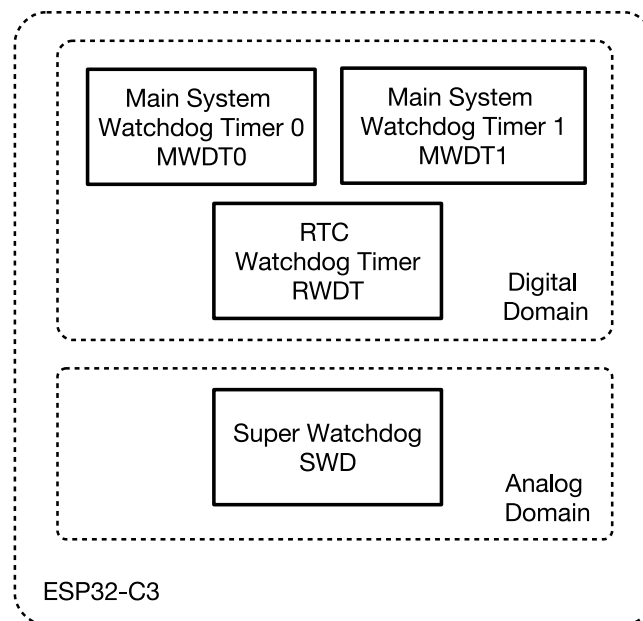 Main System
Watchdog Timer 0
MWDT0
Main System
Watchdog Timer 1
MWDT1
RTC
Watchdog Timer
RWDT
Digital
Domain
Super Watchdog
SWD
Analog
Domain
ESP32-C3